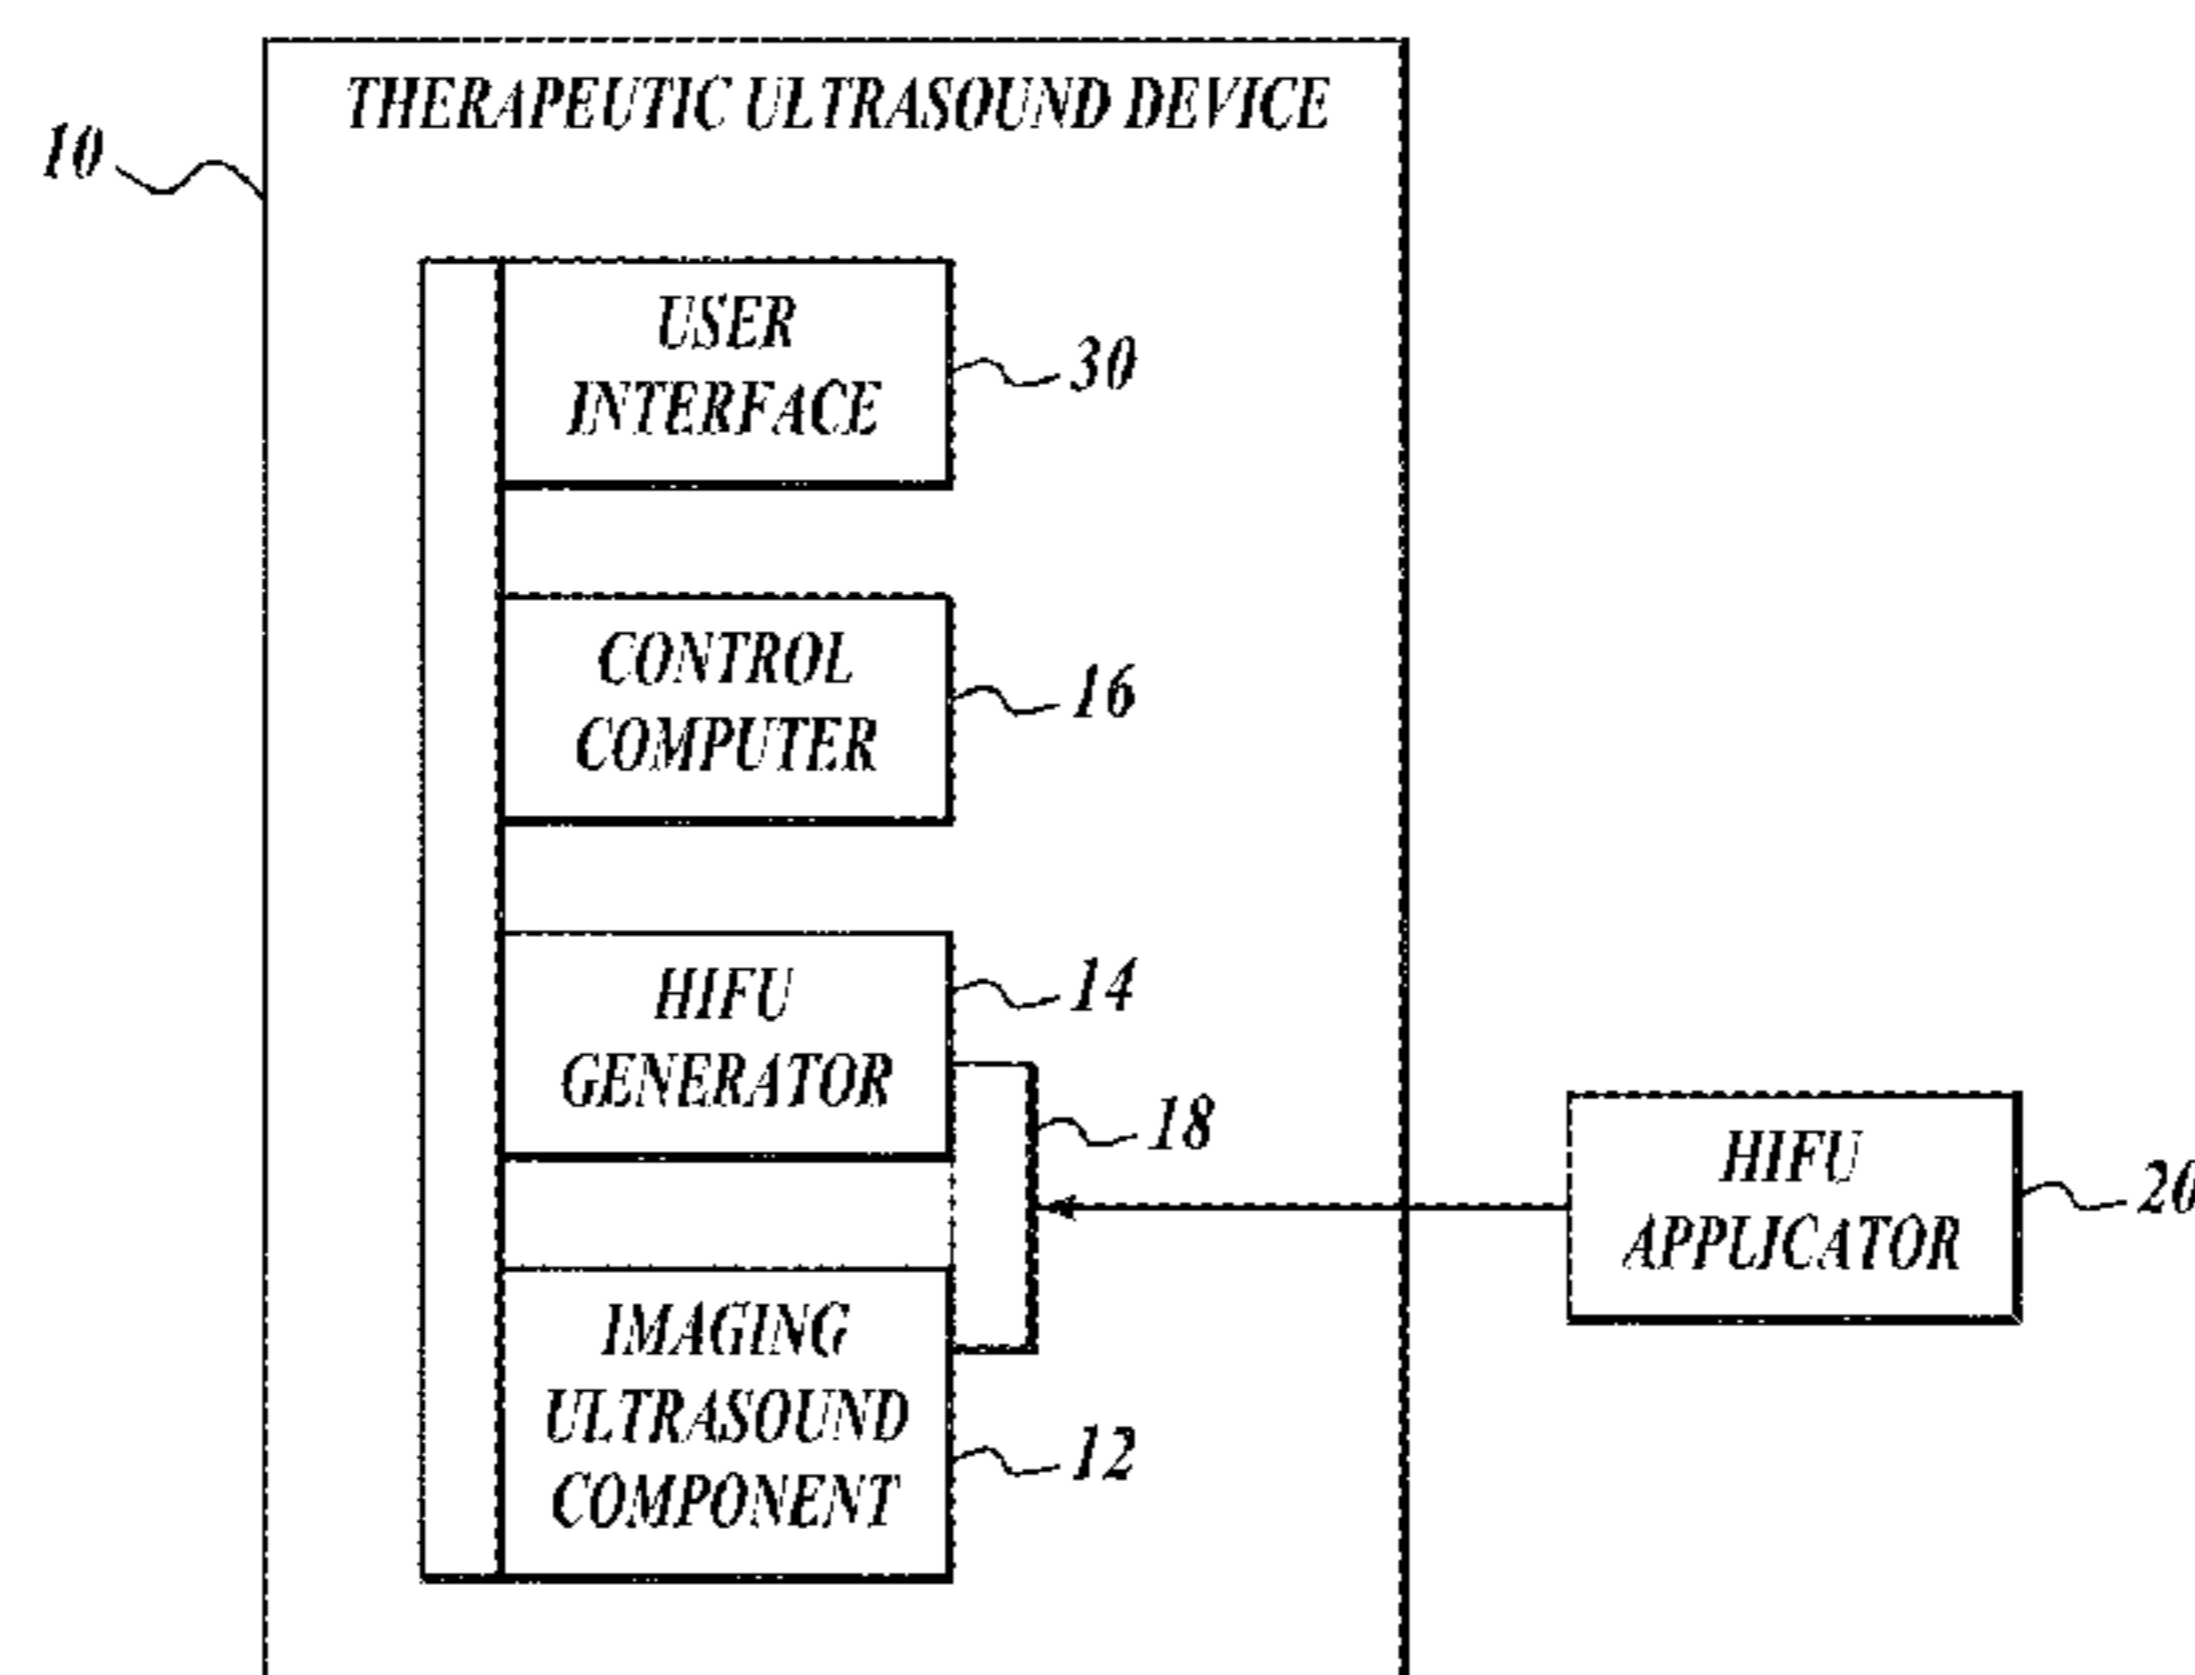 THERAPEUTIC ULTRASOUND DEVICE
10
USER
INTERFACE
30
CONTROL
COMPUTER
16
HIFU
GENERATOR
14
18
HIFU
APPLICATOR
20
IMAGING
ULTRASOUND
COMPONENT
12